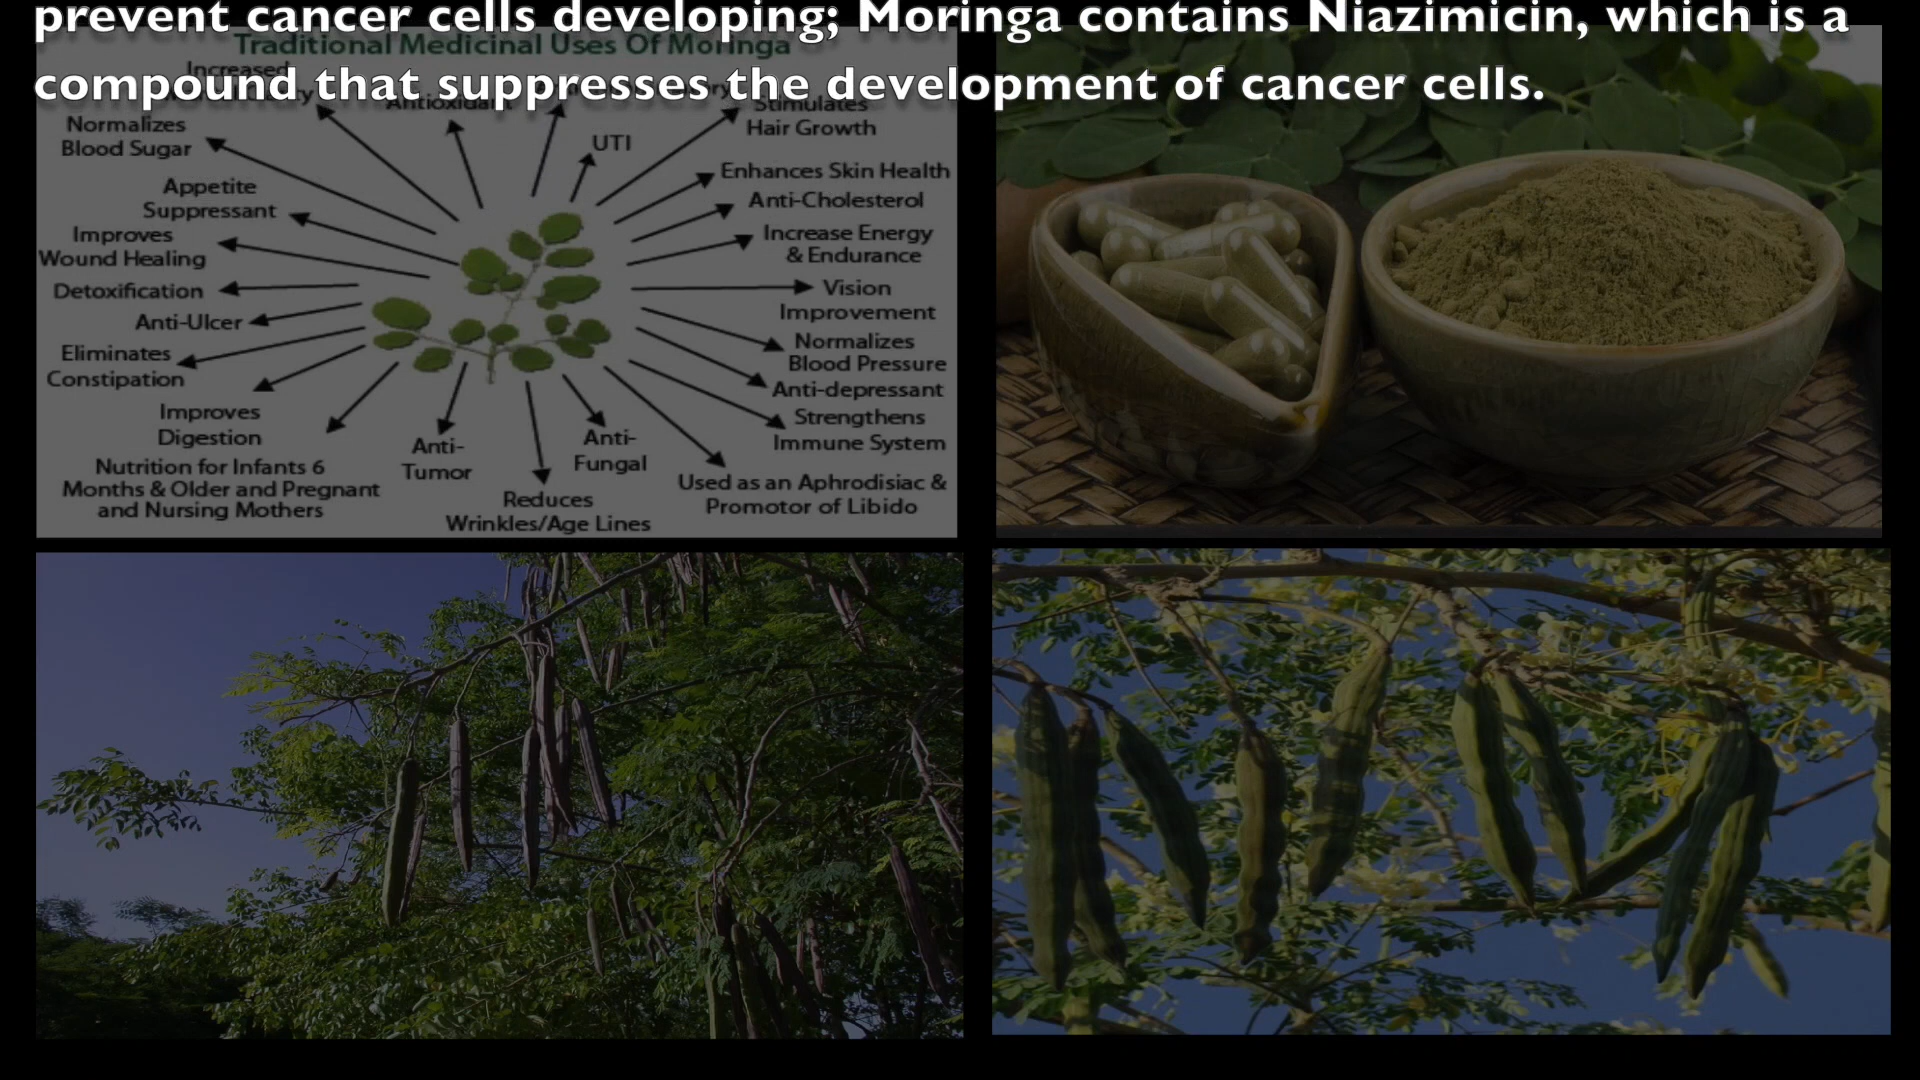 prevent cancer cells developing; Moringa contains Niazimicin, which is a
compound that suppresses the development of cancer cells.
Traditional Medicinal Uses Of Moringa
Increased
Antioxidant
Stimulates
Hair Growth
Normalizes
Blood Sugar
UTI
Enhances Skin Health
Appetite
Suppressant
Anti-Cholesterol
Improves
Wound Healing
Increase Energy
& Endurance
Detoxification
Vision
Improvement
Anti-Ulcer
Normalizes
Blood Pressure
Eliminates
Constipation
Anti-depressant
Improves
Digestion
Strengthens
Immune System
Anti-
Tumor
Anti-
Fungal
Nutrition for Infants 6
Months & Older and Pregnant
and Nursing Mothers
Used as an Aphrodisiac &
Promotor of Libido
Reduces
Wrinkles/Age Lines